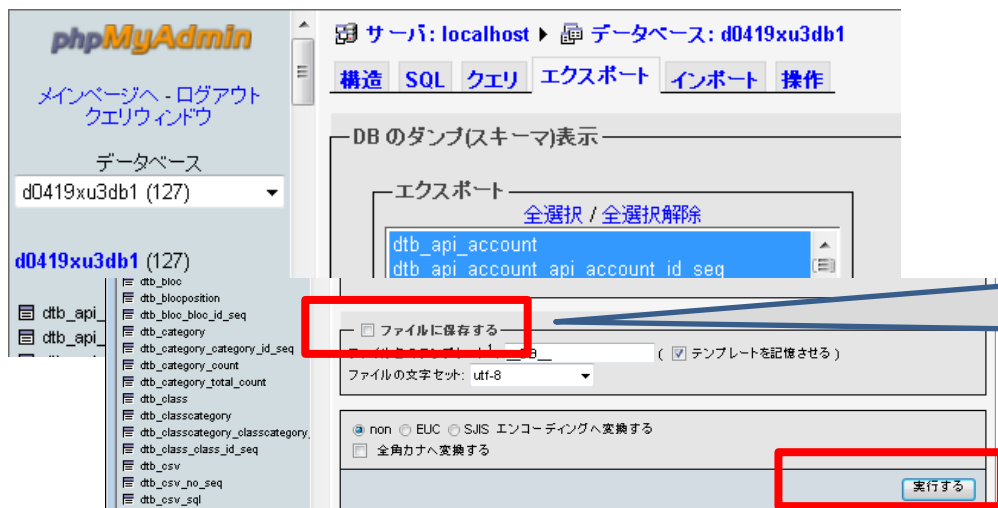 phpMyAdmin
メインページへ - ログアウト
クエリウィンドウ
データベース
d0419xu3db1 (127)
d0419xu3db1 (127)
dtb_api_
dtb_api_
サーバ: localhost ▶ データベース: d0419xu3db1
構造 SQL クエリ エクスポート インポート 操作
DB のダンプ(スキーマ)表示
エクスポート
全選択 / 全選択解除
dtb_api_account
dtb_api_account_api_account_id_seq
dtb_bloc
dtb_blocposition
dtb_bloc_bloc_id_seq
dtb_category
dtb_category_category_id_seq
dtb_category_count
dtb_category_total_count
dtb_class
dtb_classcategory
dtb_classcategory_classcategory_
dtb_class_class_id_seq
dtb_csv
dtb_csv_no_seq
dtb_csv_sql
ファイルに保存する
( テンプレートを記憶させる )
ファイルの文字セット: utf-8
non EUC SJIS エンコーディングへ変換する
全角カナへ変換する
実行する